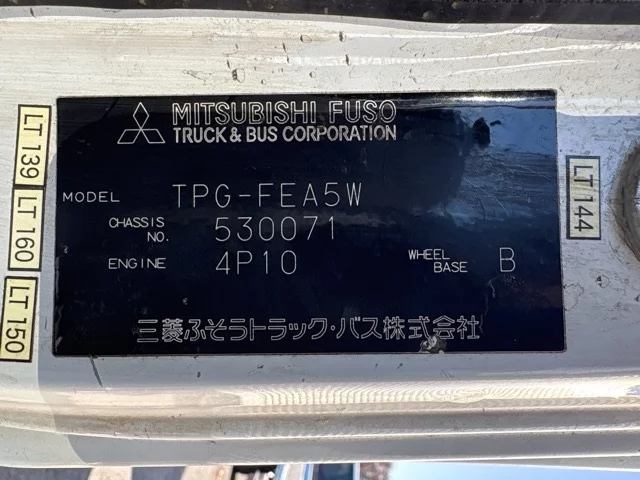 MITSUBISHI FUSO
TRUCK & BUS CORPORATION
MODEL TPG-FEA5W
CHASSIS NO. 530071
ENGINE 4P10 WHEEL BASE B
三菱ふそうトラック・バス株式会社
LT 139
LT 160
LT 150
LT 144